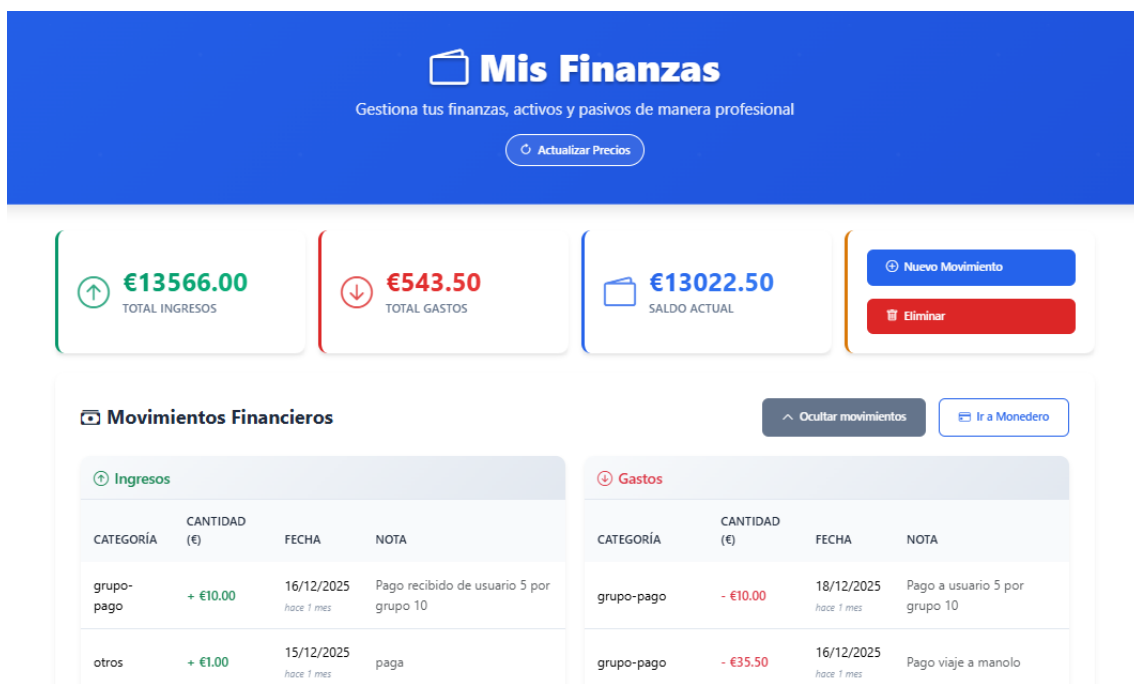 Mis Finanzas
Gestiona tus finanzas, activos y pasivos de manera profesional
Actualizar Precios
€13566.00
TOTAL INGRESOS
€543.50
TOTAL GASTOS
€13022.50
SALDO ACTUAL
Nuevo Movimiento
Eliminar
Movimientos Financieros
Ocultar movimientos
Ir a Monedero
Ingresos
CATEGORÍA CANTIDAD (€) FECHA NOTA
grupo-pago + €10.00 16/12/2025 hace 1 mes Pago recibido de usuario 5 por grupo 10
otros + €1.00 15/12/2025 hace 1 mes paga
Gastos
CATEGORÍA CANTIDAD (€) FECHA NOTA
grupo-pago - €10.00 18/12/2025 hace 1 mes Pago a usuario 5 por grupo 10
grupo-pago - €35.50 16/12/2025 hace 1 mes Pago viaje a manolo